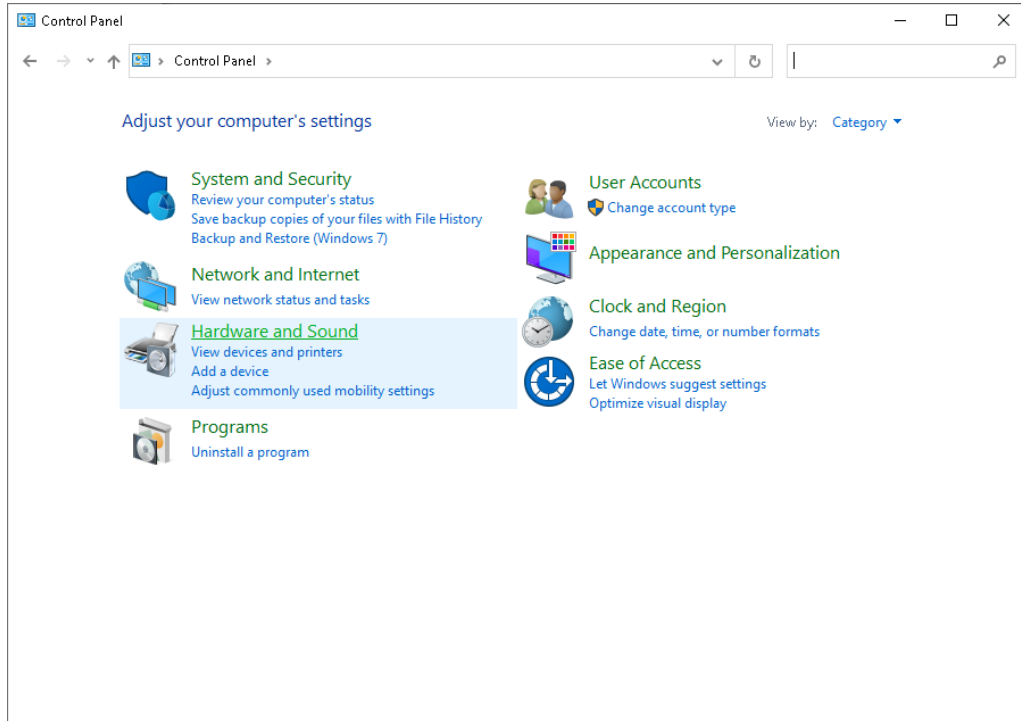 Control Panel
Control Panel
Adjust your computer's settings
View by: Category
System and Security
Review your computer's status
Save backup copies of your files with File History
Backup and Restore (Windows 7)
Network and Internet
View network status and tasks
Hardware and Sound
View devices and printers
Add a device
Adjust commonly used mobility settings
Programs
Uninstall a program
User Accounts
Change account type
Appearance and Personalization
Clock and Region
Change date, time, or number formats
Ease of Access
Let Windows suggest settings
Optimize visual display